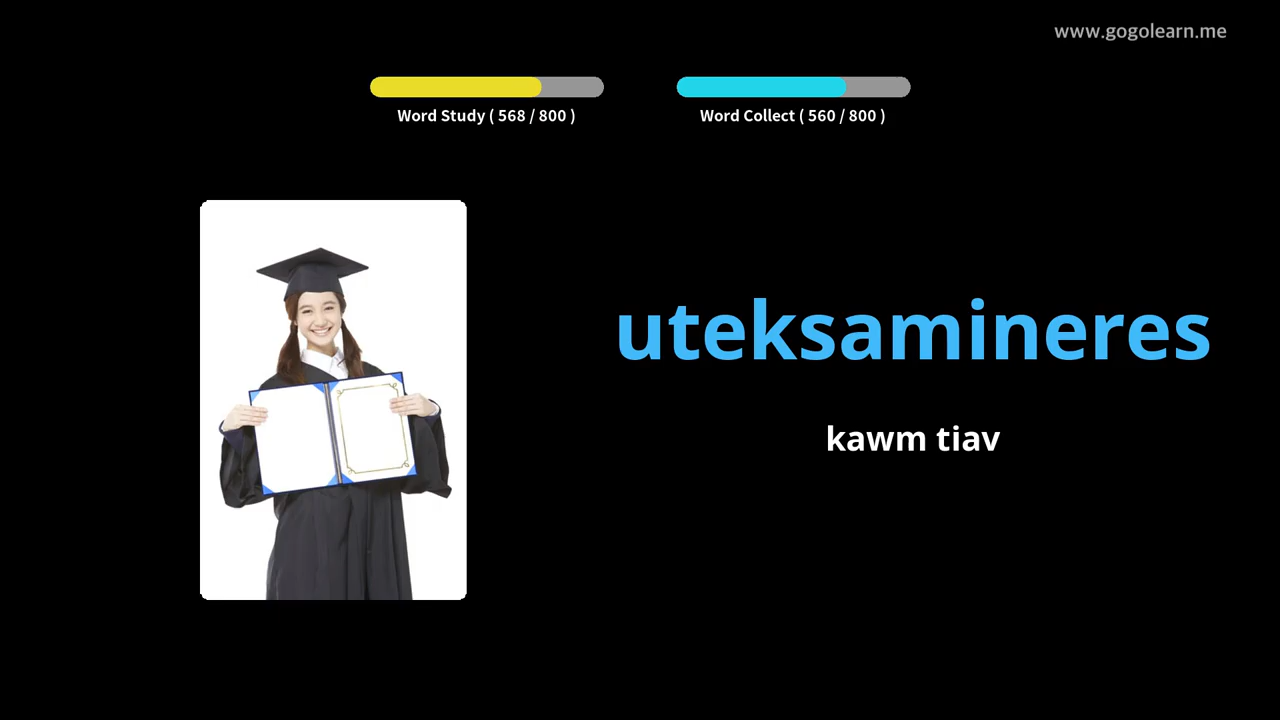 www.gogolearn.me
Word Study ( 568 / 800 )
Word Collect ( 560 / 800 )
uteksamineres
kawm tiav